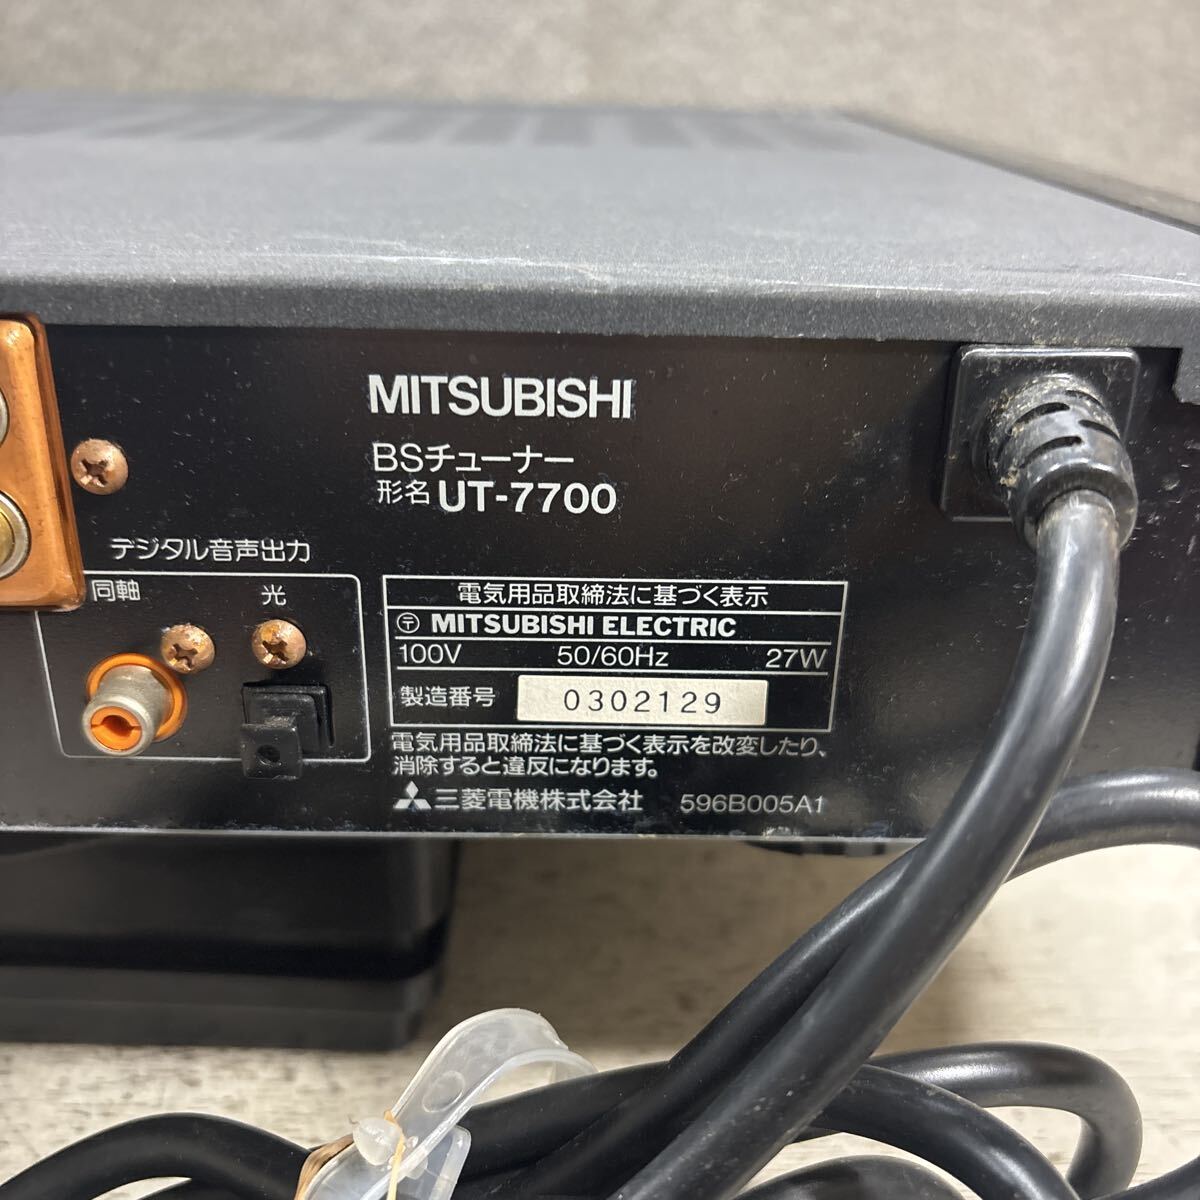 MITSUBISHI
BSチューナー
形名 UT-7700
デジタル音声出力
同軸 光
電気用品取締法に基づく表示
〶 MITSUBISHI ELECTRIC
100V 50/60Hz 27W
製造番号 0302129
電気用品取締法に基づく表示を改変したり、
消除すると違反になります。
三菱電機株式会社 596B005A1